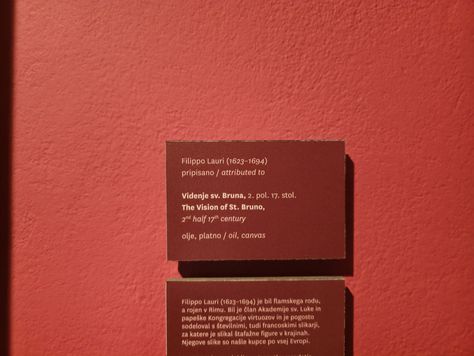 Filippo Lauri (1623–1694)
pripisano / attributed to
Videnje sv. Bruna, 2. pol. 17. stol.
The Vision of St. Bruno,
2nd half 17th century
olje, platno / oil, canvas
Filippo Lauri (1623–1694) je bil flamskega rodu,
a rojen v Rimu. Bil je član Akademije sv. Luke in
papeške Kongregacije virtuozov in je pogosto
sodeloval s številnimi, tudi francoskimi slikarji,
za katere je slikal štafažne figure v krajinah.
Njegove slike so našle kupce po vsej Evropi.